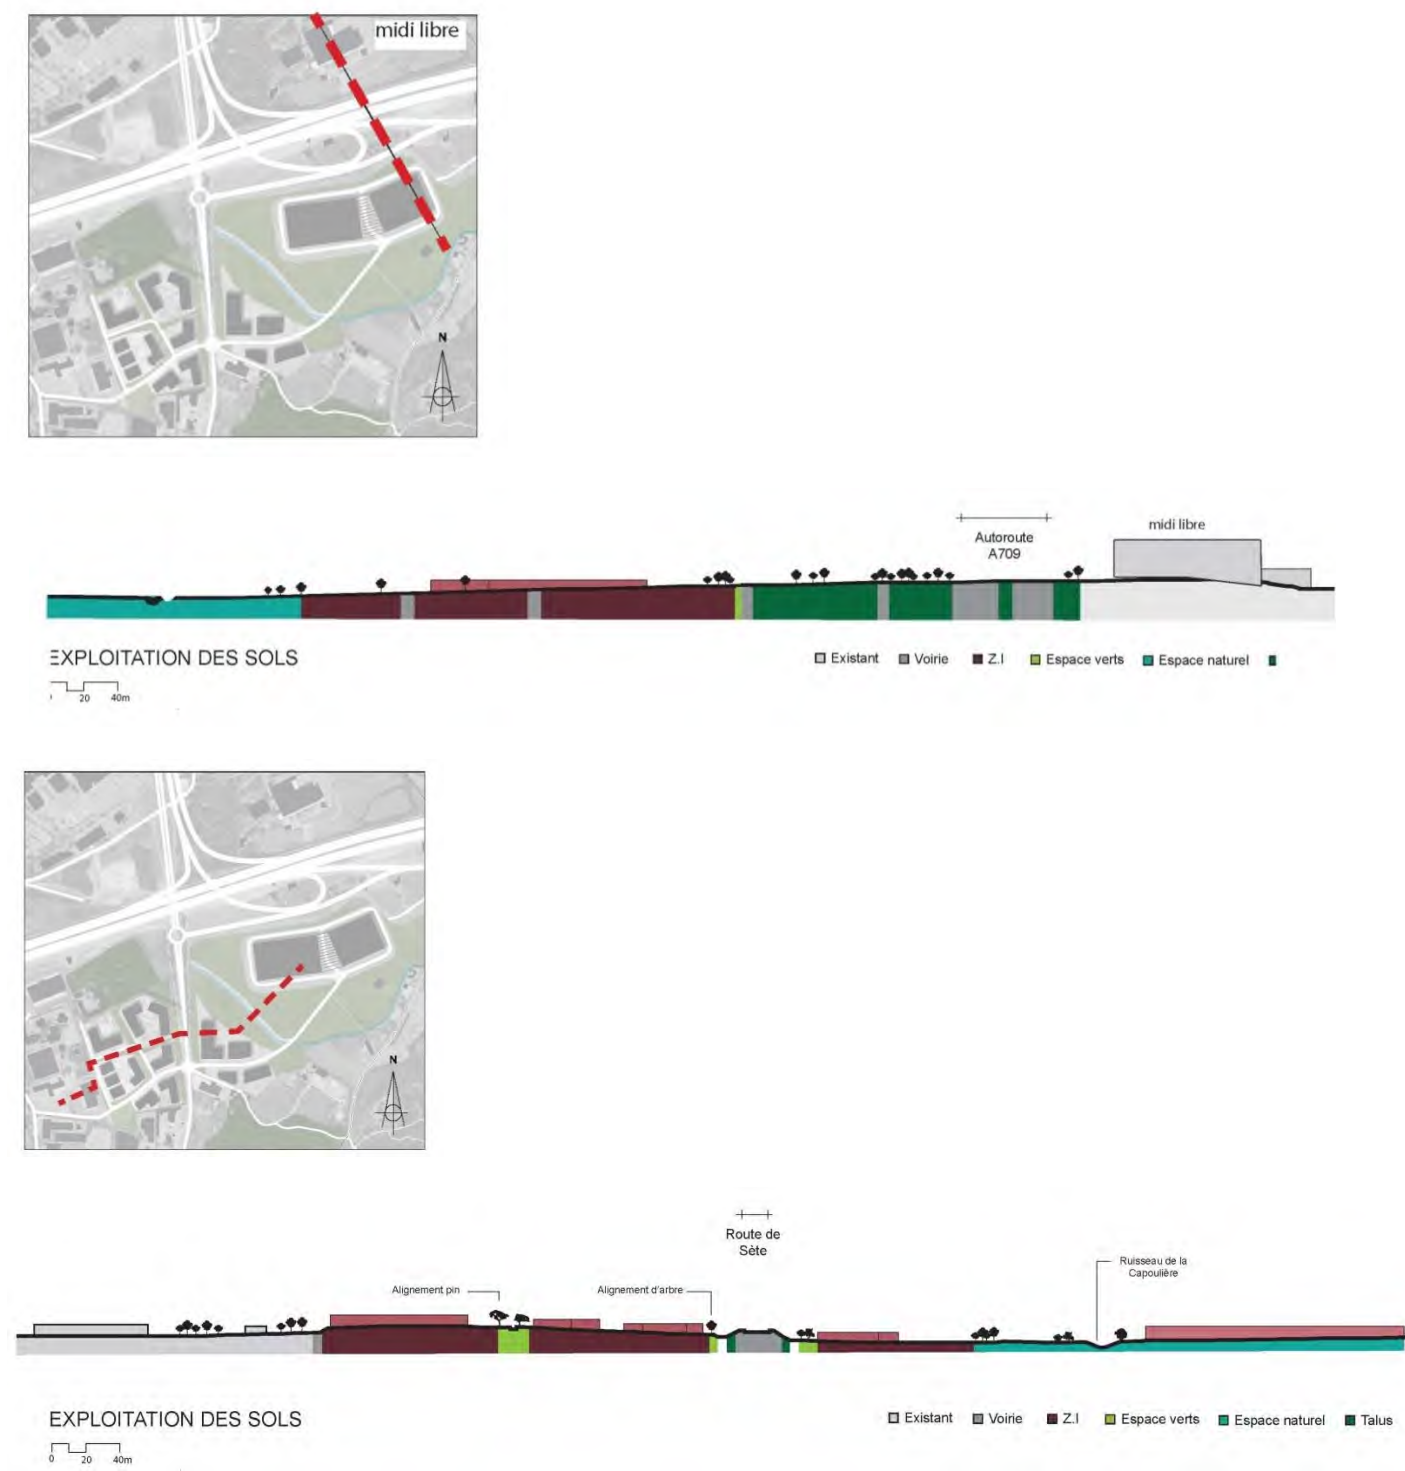 midi libre
N
Autoroute
A709
midi libre
EXPLOITATION DES SOLS
Existant Voirie Z.I Espace verts Espace naturel
20 40m
N
Route de
Sète
Ruisseau de la
Capoulière
Alignement pin
Alignement d'arbre
EXPLOITATION DES SOLS
Existant Voirie Z.I Espace verts Espace naturel Talus
0 20 40m